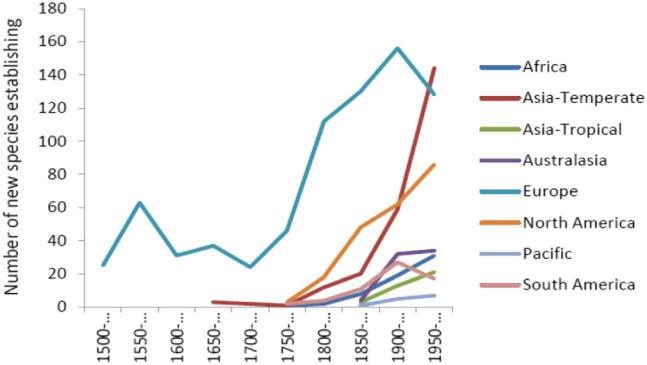 Number of new species establishing
180
160
140
120
100
80
60
40
20
0
1500-...
1550-...
1600-...
1650-...
1700-...
1750-...
1800-...
1850-...
1900-...
1950-...
Africa
Asia-Temperate
Asia-Tropical
Australasia
Europe
North America
Pacific
South America